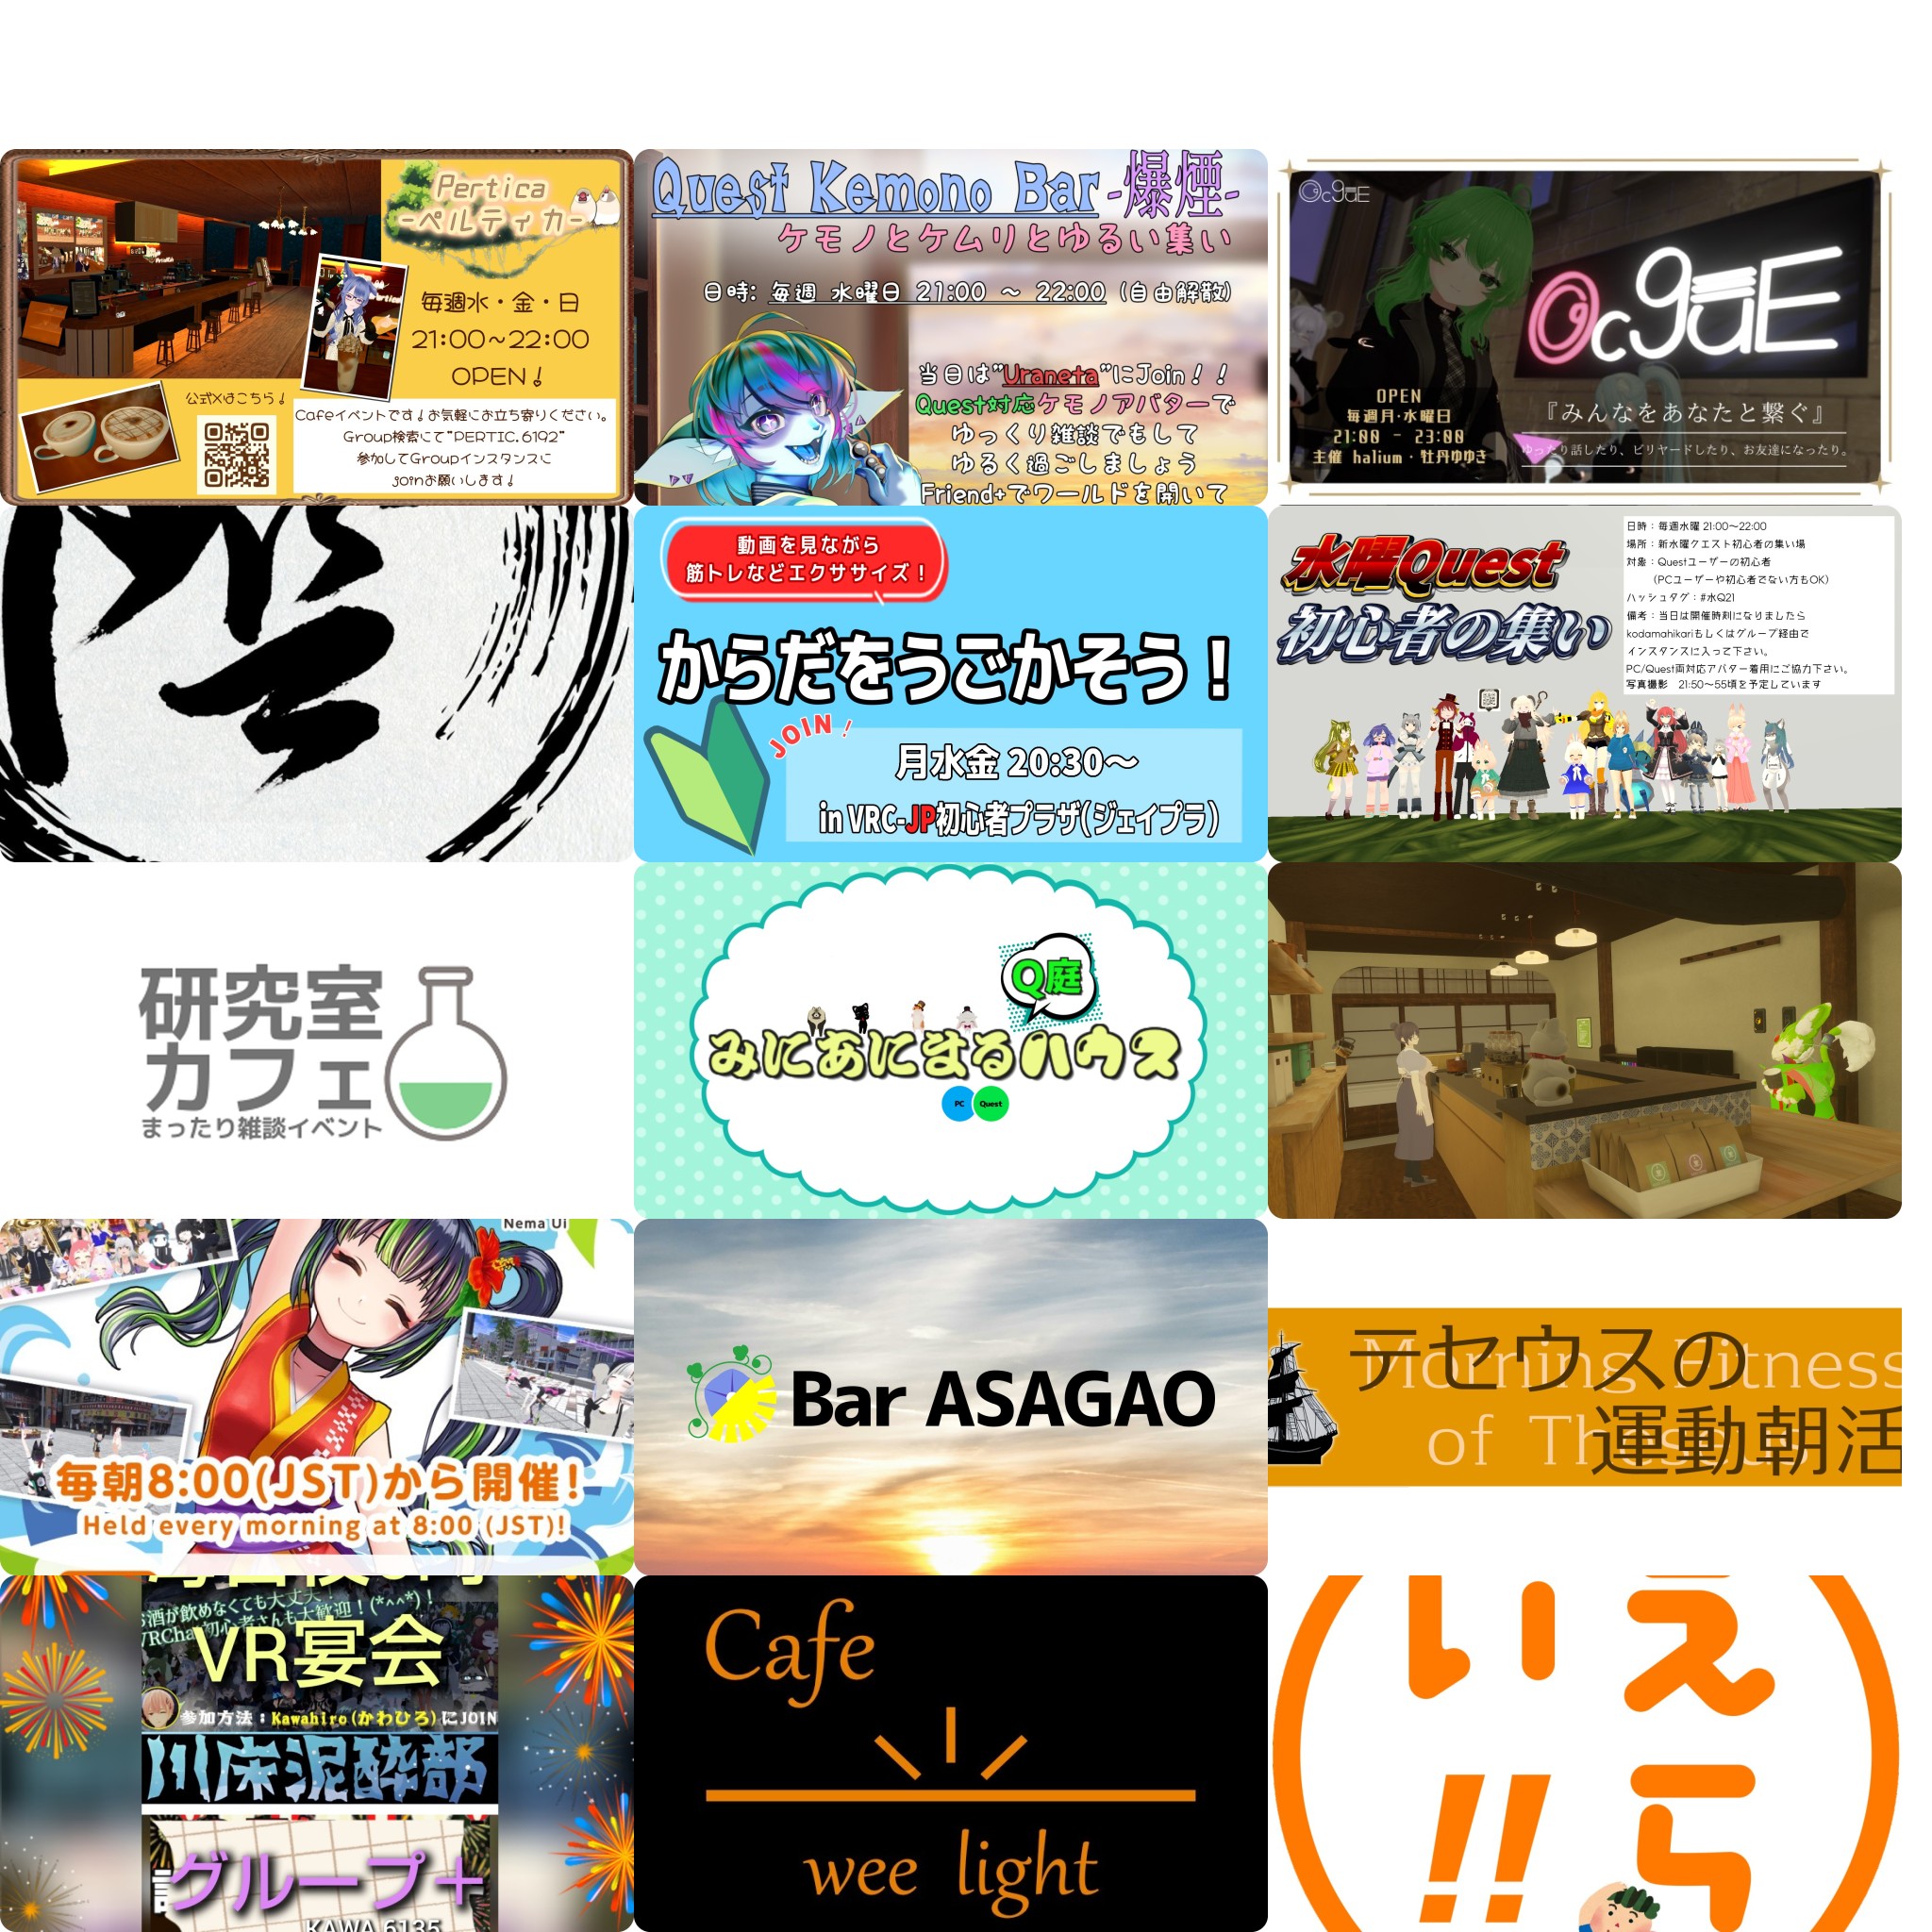 Pertica
-ペルティカ-
毎週水・金・日
21:00~22:00
OPEN!
公式Xはこちら!
Cafeイベントです!お気軽にお立ち寄りください。
Group検索にて"PERTIC.6192"
参加してGroupインスタンスに
joinお願いします!
Quest Kemono Bar-爆煙-
ケモノとケムリとゆるい集い
日時: 毎週 水曜日 21:00 ～ 22:00 (自由解散)
当日は"Uraneta"にJoin!!
Quest対応ケモノアバターで
ゆっくり雑談でもして
ゆるく過ごしましょう
Friend+でワールドを開いて
Ocgue
OcguE
OPEN
毎週月・水曜日
21:00 - 23:00
主催 halium・牡丹ゆゆき
『みんなをあなたと繋ぐ』
ゆったり話したり、ビリヤードしたり、お友達になったり。
動画を見ながら
筋トレなどエクササイズ!
からだをうごかそう!
JOIN!
月水金 20:30～
in VRC-JP初心者プラザ(ジェイプラ)
水曜Quest
初心者の集い
日時:毎週水曜 21:00～22:00
場所:新水曜クエスト初心者の集い場
対象:Questユーザーの初心者
(PCユーザーや初心者でない方もOK)
ハッシュタグ:#水Q21
備考:当日は開催時刻になりましたら
kodamahikariもしくはグループ経由で
インスタンスに入って下さい。
PC/Quest両対応アバター着用にご協力下さい。
写真撮影 21:50～55頃を予定しています
研究室
カフェ
まったり雑談イベント
Q庭
みにあにまるハウス
PC
Quest
Nema Ui
毎朝8:00(JST)から開催!
Held every morning at 8:00 (JST)!
Bar ASAGAO
テセウスの
Morning Fitness
運動朝活
お酒が飲めなくても大丈夫!
VRChat初心者さんも大歓迎!(*^^*)!
VR宴会
参加方法:Kawahiro(かわひろ)にJOIN
川床泥酔部
グループ+
KAWA.6135
Cafe
wee light
いえ
!!ら